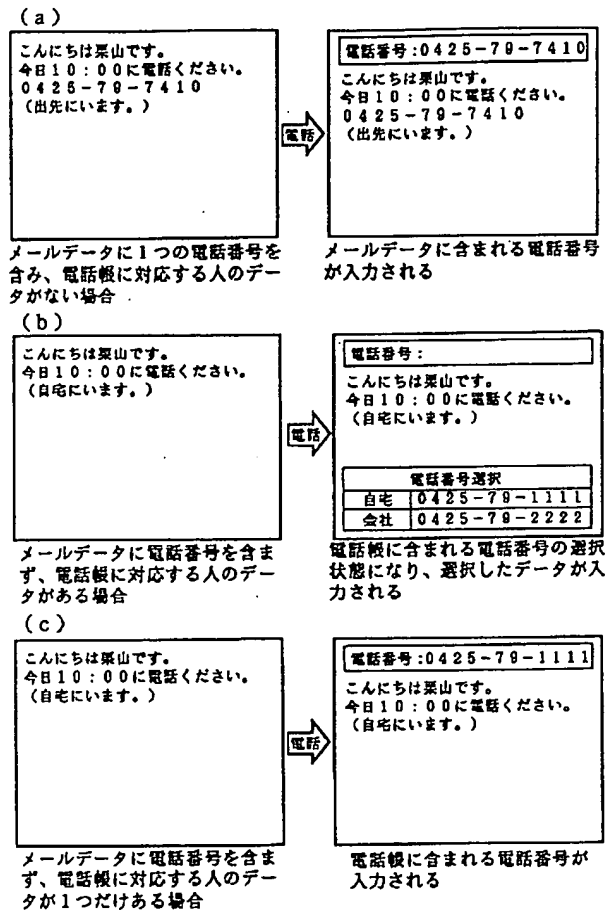 (a)
こんにちは栗山です。
今日10:00に電話ください。
0425-79-7410
(出先にいます。)
電話
電話番号:0425-79-7410
こんにちは栗山です。
今日10:00に電話ください。
0425-79-7410
(出先にいます。)
メールデータに1つの電話番号を
含み、電話帳に対応する人のデー
タがない場合
メールデータに含まれる電話番号
が入力される
(b)
こんにちは栗山です。
今日10:00に電話ください。
(自宅にいます。)
電話
電話番号:
こんにちは栗山です。
今日10:00に電話ください。
(自宅にいます。)
電話番号選択
自宅 0425-79-1111
会社 0425-79-2222
メールデータに電話番号を含ま
ず、電話帳に対応する人のデー
タがある場合
電話帳に含まれる電話番号の選択
状態になり、選択したデータが入
力される
(c)
こんにちは栗山です。
今日10:00に電話ください。
(自宅にいます。)
電話
電話番号:0425-79-1111
こんにちは栗山です。
今日10:00に電話ください。
(自宅にいます。)
メールデータに電話番号を含ま
ず、電話帳に対応する人のデー
タが1つだけある場合
電話帳に含まれる電話番号が
入力される